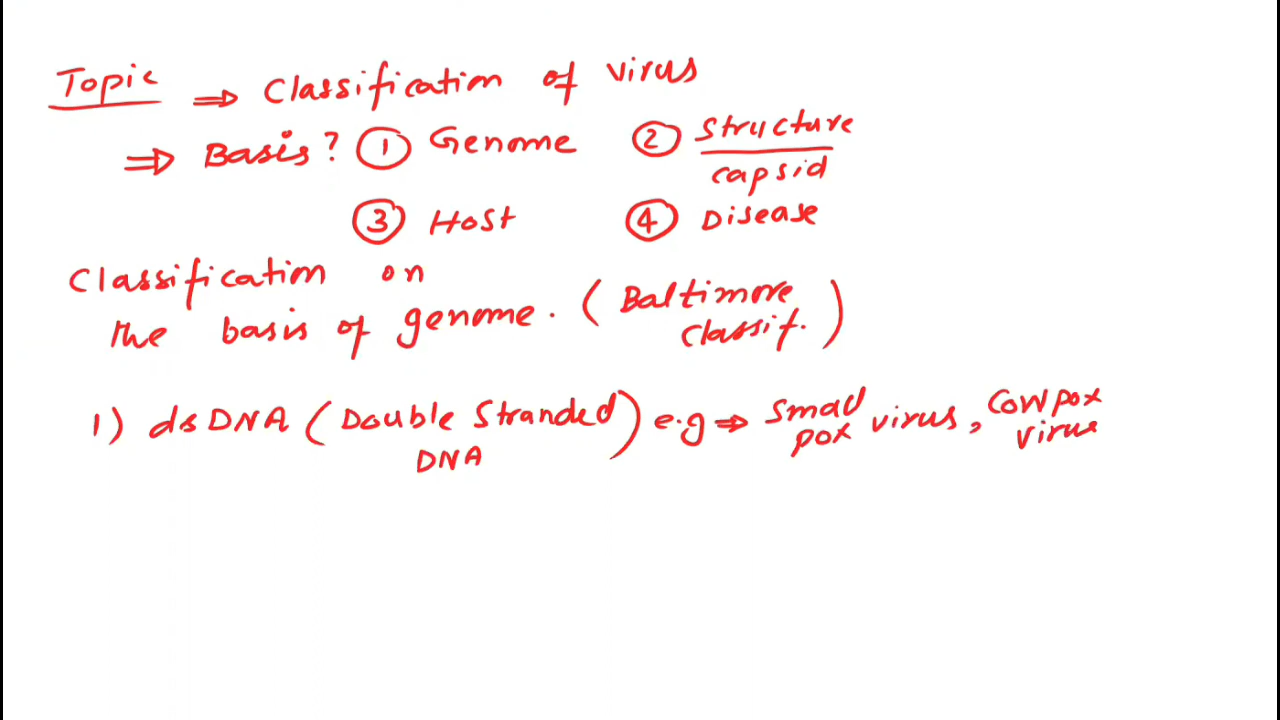 Topic ⇒ Classification of virus
⇒ Basis? ① Genome ② Structure
capsid
③ Host ④ Disease
Classification on
the basis of genome. (Baltimore
classif.)
1) dsDNA (Double Stranded
DNA) e.g ⇒ Small
pox virus, Cowpox
virus